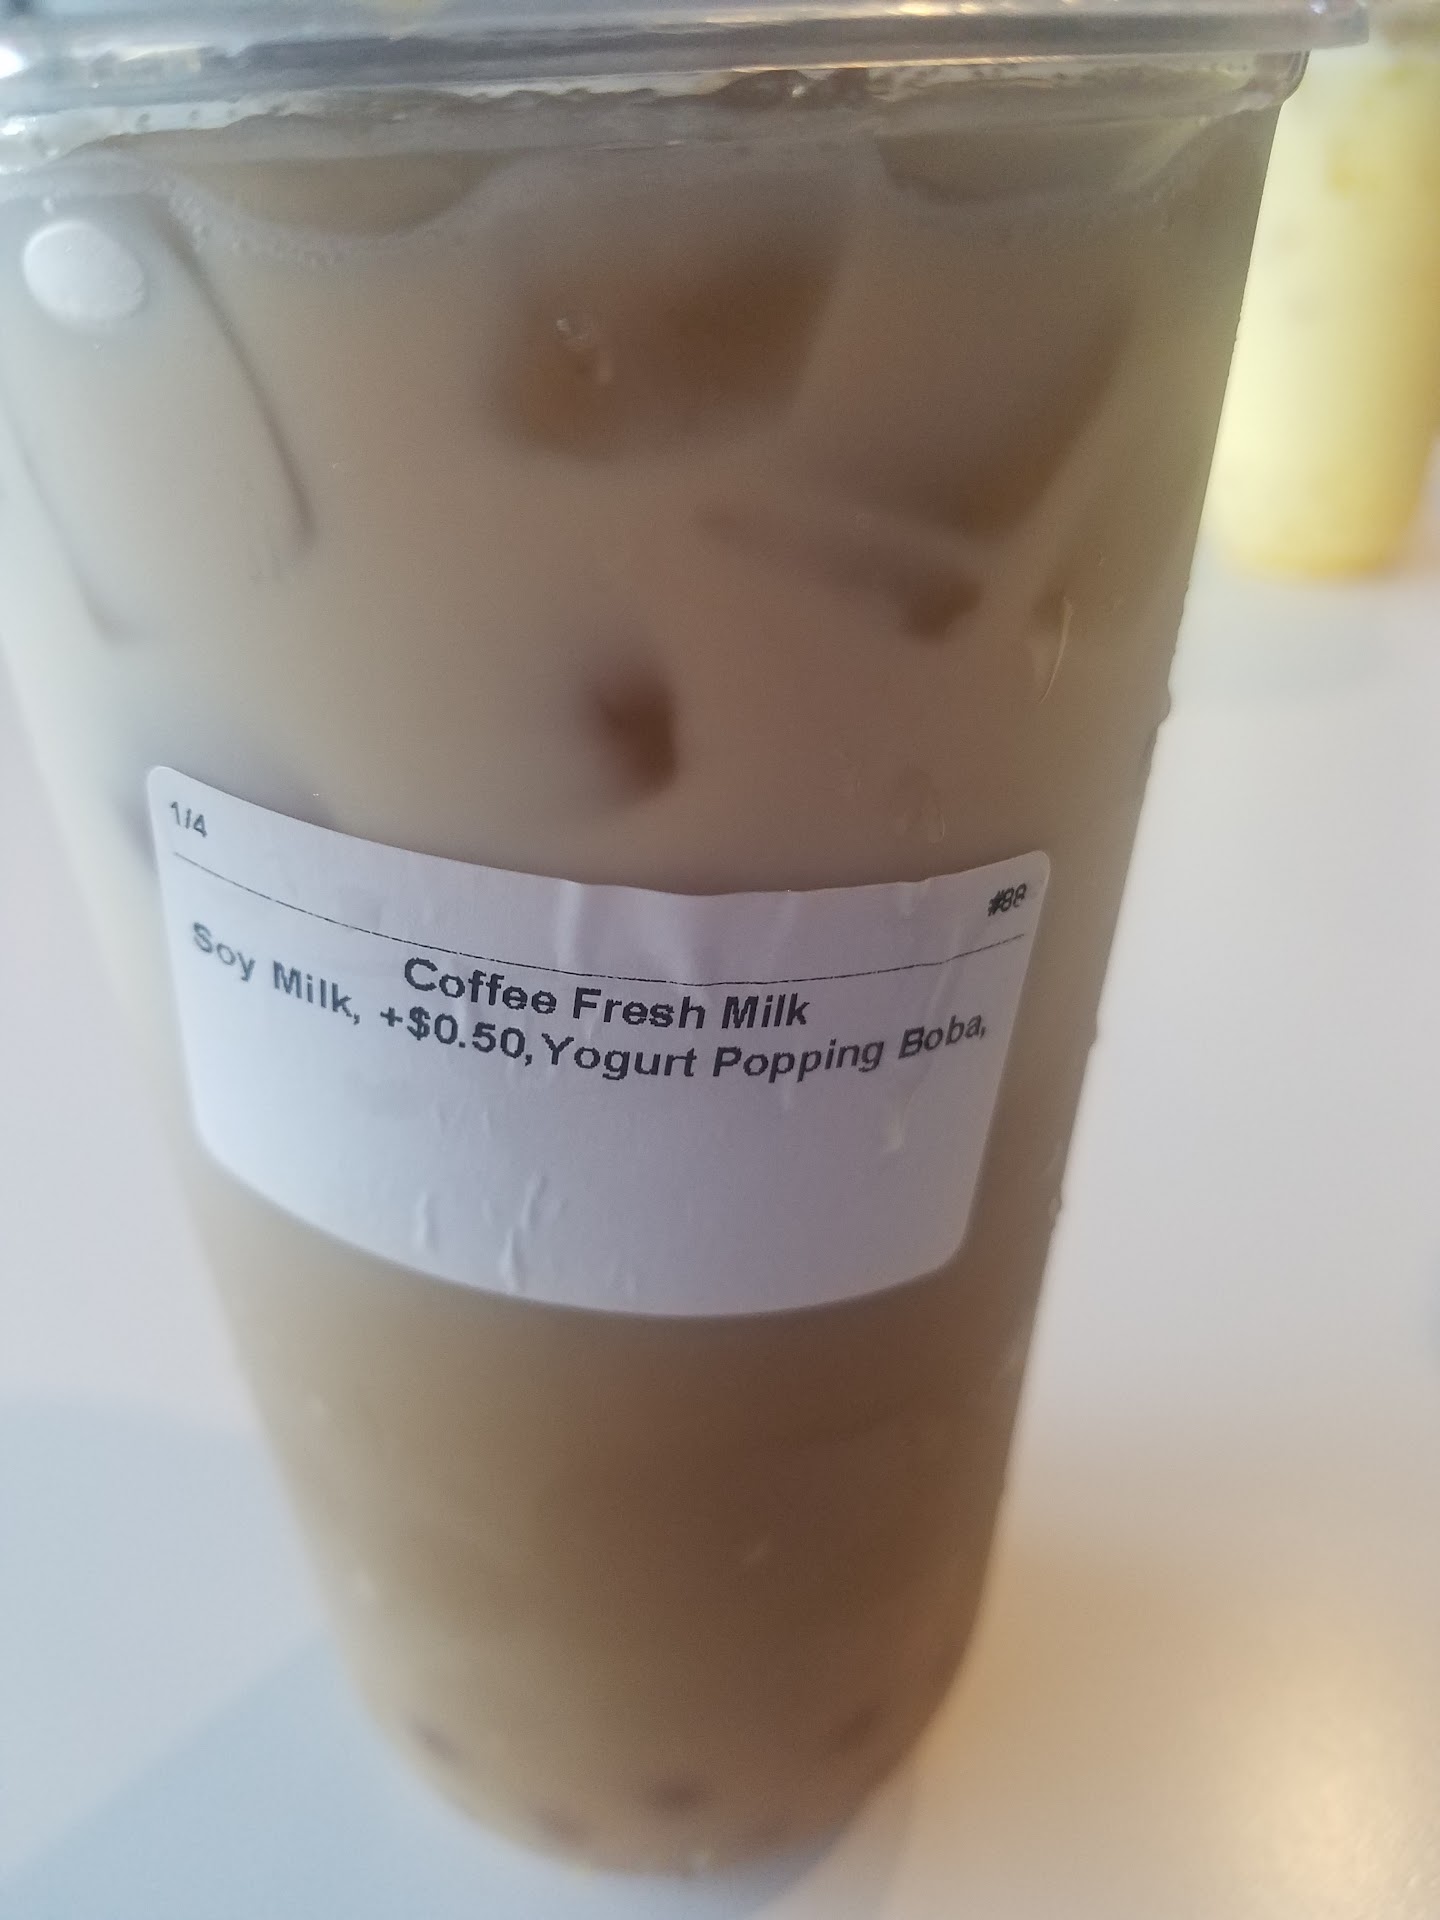 1/4 #88
Coffee Fresh Milk
Soy Milk, +$0.50, Yogurt Popping Boba,